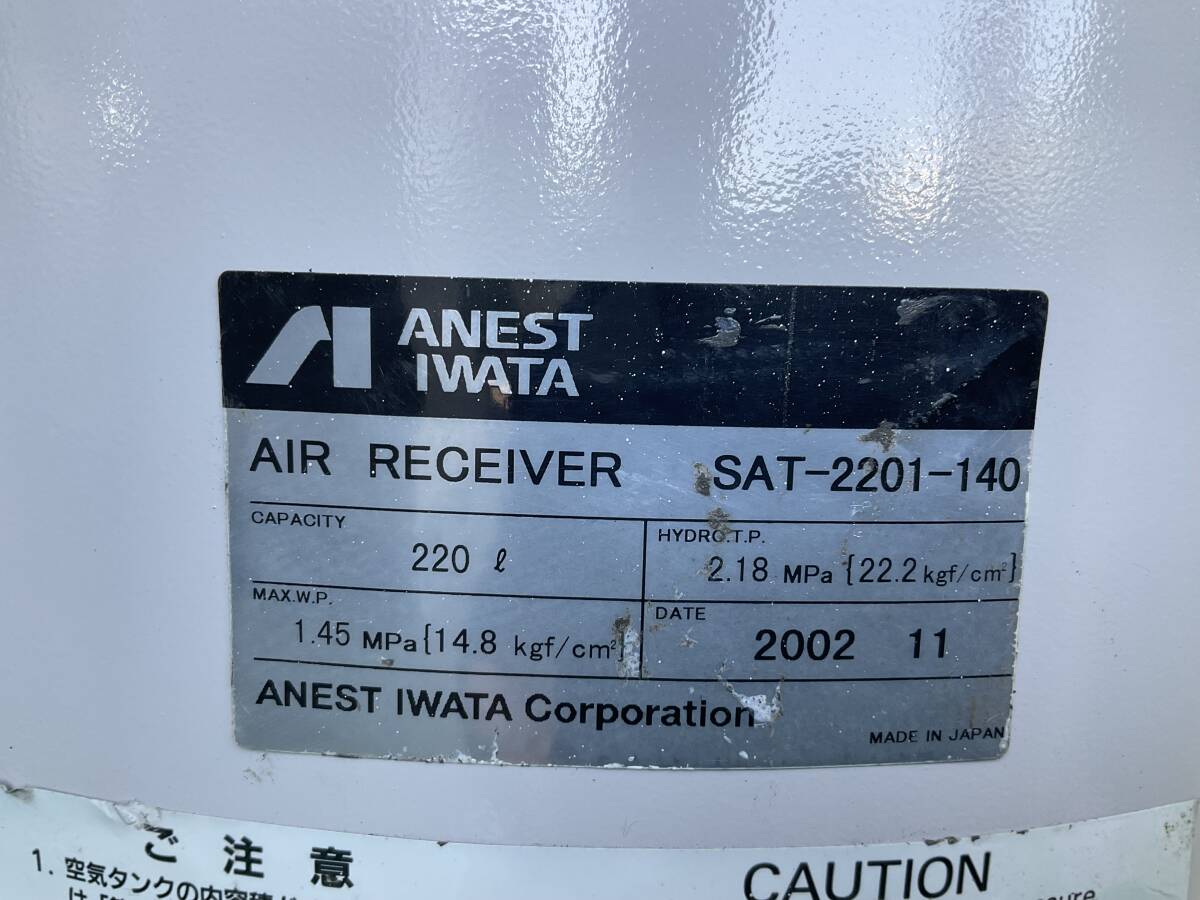 ANEST
IWATA
AIR RECEIVER SAT-2201-140
CAPACITY
220 ℓ
HYDRO.T.P.
2.18 MPa {22.2 kgf/cm²}
MAX.W.P.
1.45 MPa {14.8 kgf/cm²}
DATE
2002 11
ANEST IWATA Corporation
MADE IN JAPAN
ご注意
1. 空気タンクの内容積が
CAUTION